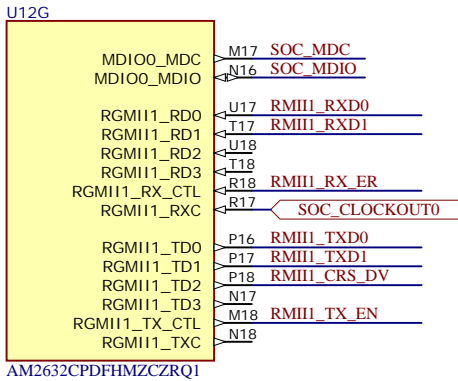 U12G
MDIO0_MDC M17 SOC_MDC
MDIO0_MDIO N16 SOC_MDIO
RGMII1_RD0 U17 RMII1_RXD0
RGMII1_RD1 T17 RMII1_RXD1
RGMII1_RD2 U18
RGMII1_RD3 T18
RGMII1_RX_CTL R18 RMII1_RX_ER
RGMII1_RXC R17 SOC_CLOCKOUT0
RGMII1_TD0 P16 RMII1_TXD0
RGMII1_TD1 P17 RMII1_TXD1
RGMII1_TD2 P18 RMII1_CRS_DV
RGMII1_TD3 N17
RGMII1_TX_CTL M18 RMII1_TX_EN
RGMII1_TXC N18
AM2632CPDFHMZCZRQ1